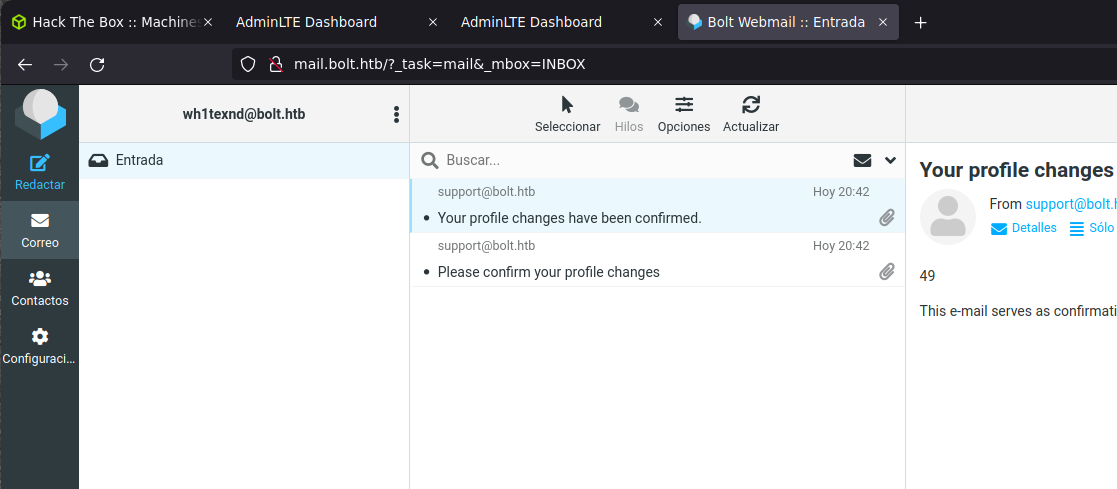 Hack The Box :: Machines
AdminLTE Dashboard
AdminLTE Dashboard
Bolt Webmail :: Entrada
mail.bolt.htb/?_task=mail&_mbox=INBOX
wh1texnd@bolt.htb
Seleccionar
Hilos
Opciones
Actualizar
Redactar
Correo
Contactos
Configuraci...
Entrada
Buscar...
support@bolt.htb
Hoy 20:42
Your profile changes have been confirmed.
support@bolt.htb
Hoy 20:42
Please confirm your profile changes
Your profile changes
From support@bolt.h
Detalles
Sólo
49
This e-mail serves as confirmati